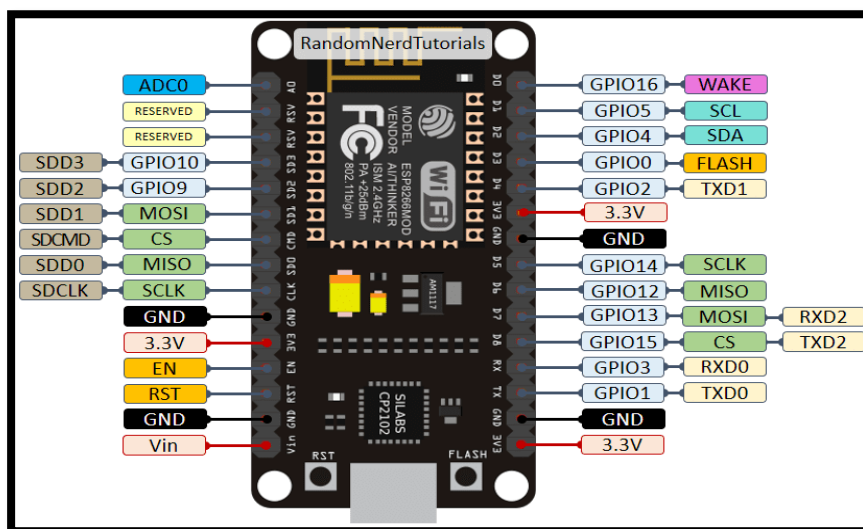 RandomNerdTutorials
ADC0 A0
RESERVED RSV
RESERVED RSV
SDD3 GPIO10 SD3
SDD2 GPIO9 SD2
SDD1 MOSI SD1
SDCMD CS CMD
SDD0 MISO SD0
SDCLK SCLK CLK
GND GND
3.3V 3V3
EN EN
RST RST
GND GND
Vin Vin
MODEL ESP8266MOD
VENDOR AI/THINKER
ISM 2.4GHz
PA +25dBm
802.11b/g/n
FC
WiFi
AM1117
SILABS
CP2102
RST
FLASH
D0 GPIO16 WAKE
D1 GPIO5 SCL
D2 GPIO4 SDA
D3 GPIO0 FLASH
D4 GPIO2 TXD1
3V3 3.3V
GND GND
D5 GPIO14 SCLK
D6 GPIO12 MISO
D7 GPIO13 MOSI RXD2
D8 GPIO15 CS TXD2
RX GPIO3 RXD0
TX GPIO1 TXD0
GND GND
3V3 3.3V